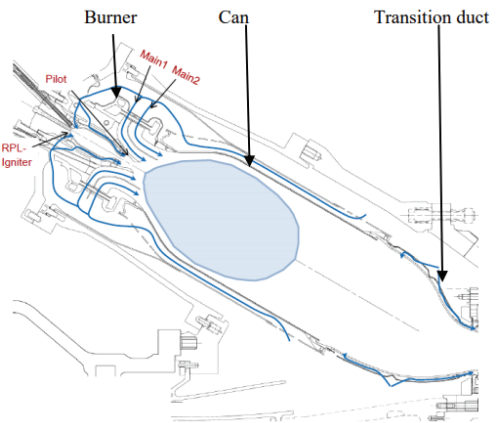 Burner Can Transition duct
Main1 Main2
Pilot
RPL-
Igniter